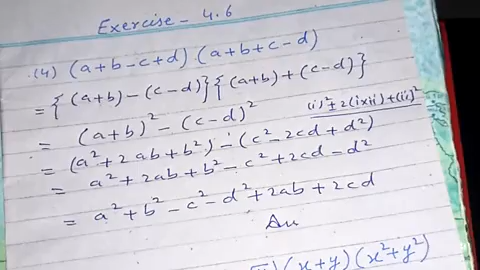 Exercise - 4.6
(4) (a+b-c+d) (a+b+c-d)
= {(a+b)-(c-d)}{(a+b)+(c-d)}
= (a+b)² - (c-d)²
(i)²+2(ixii)+(ii)²
= (a²+2ab+b²) - (c²-2cd+d²)
= a²+2ab+b²-c²+2cd-d²
= a²+b²-c²-d²+2ab+2cd
Ans
(x+y)(x²+y²)